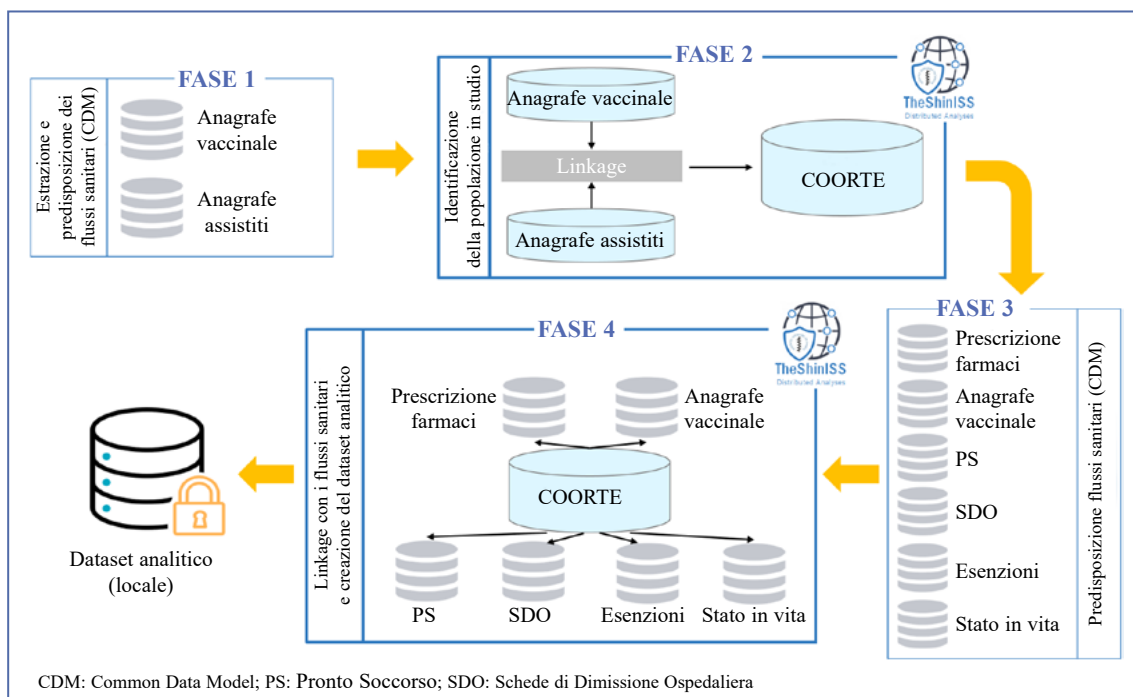 FASE 1
Estrazione e
predisposizione dei
flussi sanitari (CDM)
Anagrafe
vaccinale
Anagrafe
assistiti
FASE 2
TheShinISS
Distributed Analyses
Identificazione
della popolazione in studio
Anagrafe vaccinale
Linkage
Anagrafe assistiti
COORTE
FASE 3
Prescrizione
farmaci
Anagrafe
vaccinale
PS
SDO
Esenzioni
Stato in vita
Predisposizione flussi sanitari (CDM)
FASE 4
TheShinISS
Distributed Analyses
Linkage con i flussi sanitari
e creazione del dataset analitico
Prescrizione
farmaci
Anagrafe
vaccinale
COORTE
PS
SDO
Esenzioni
Stato in vita
Dataset analitico
(locale)
CDM: Common Data Model; PS: Pronto Soccorso; SDO: Schede di Dimissione Ospedaliera